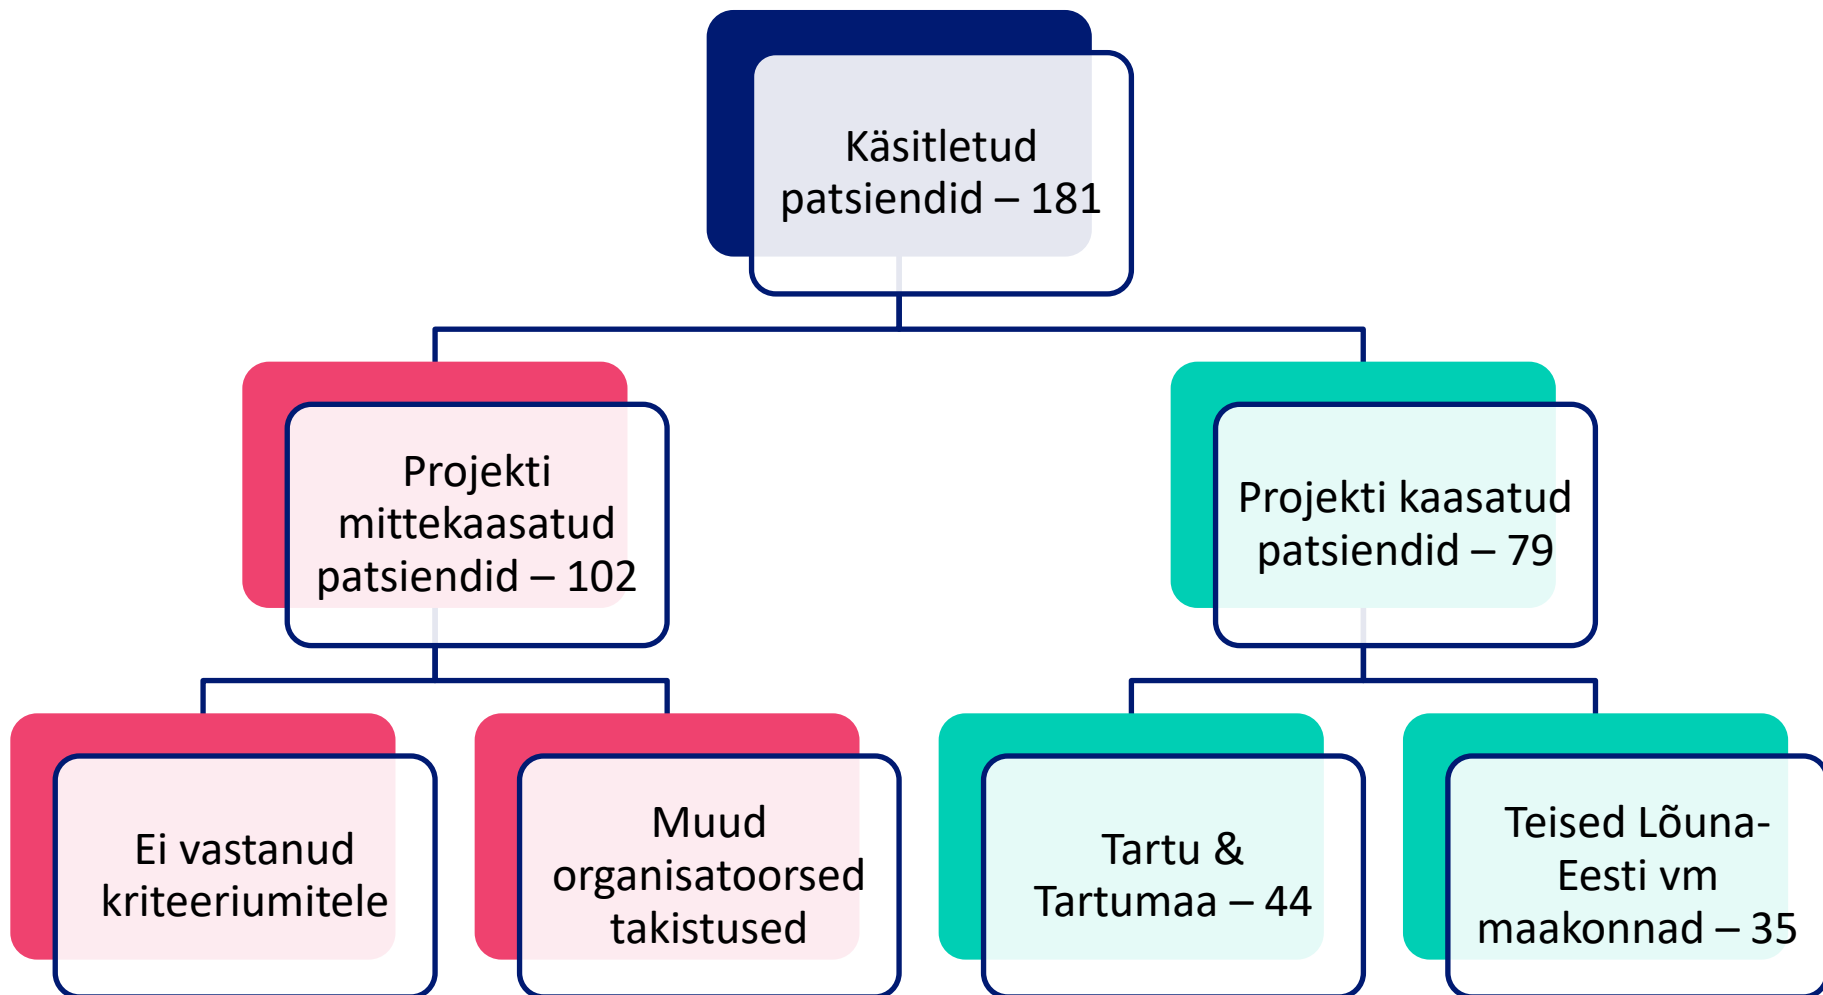 Käsitletud
patsiendid – 181
Projekti
mittekaasatud
patsiendid – 102
Projekti kaasatud
patsiendid – 79
Ei vastanud
kriteeriumitele
Muud
organisatoorsed
takistused
Tartu &
Tartumaa – 44
Teised Lõuna-
Eesti vm
maakonnad – 35